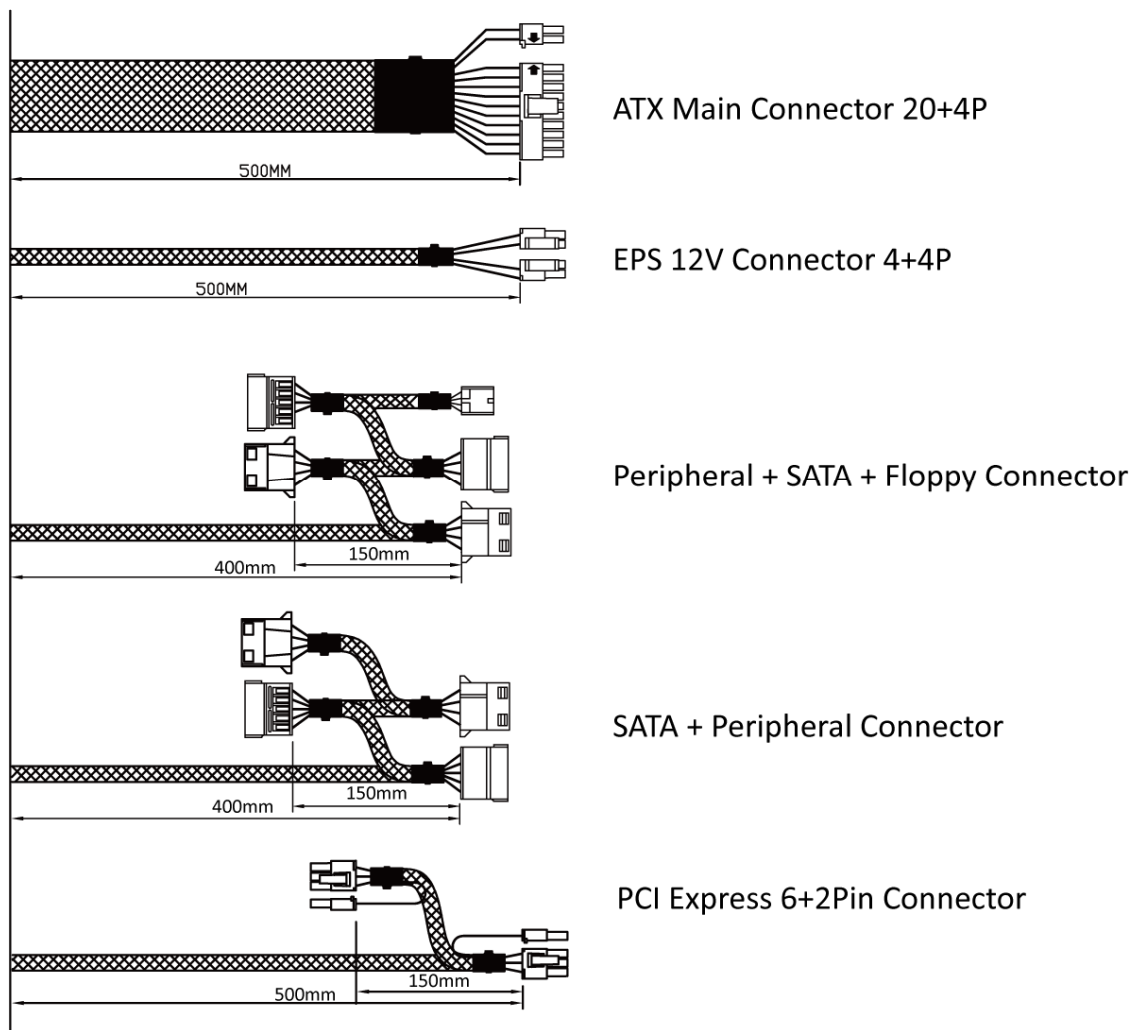 ATX Main Connector 20+4P
500MM
EPS 12V Connector 4+4P
500MM
Peripheral + SATA + Floppy Connector
150mm
400mm
SATA + Peripheral Connector
150mm
400mm
PCI Express 6+2Pin Connector
150mm
500mm